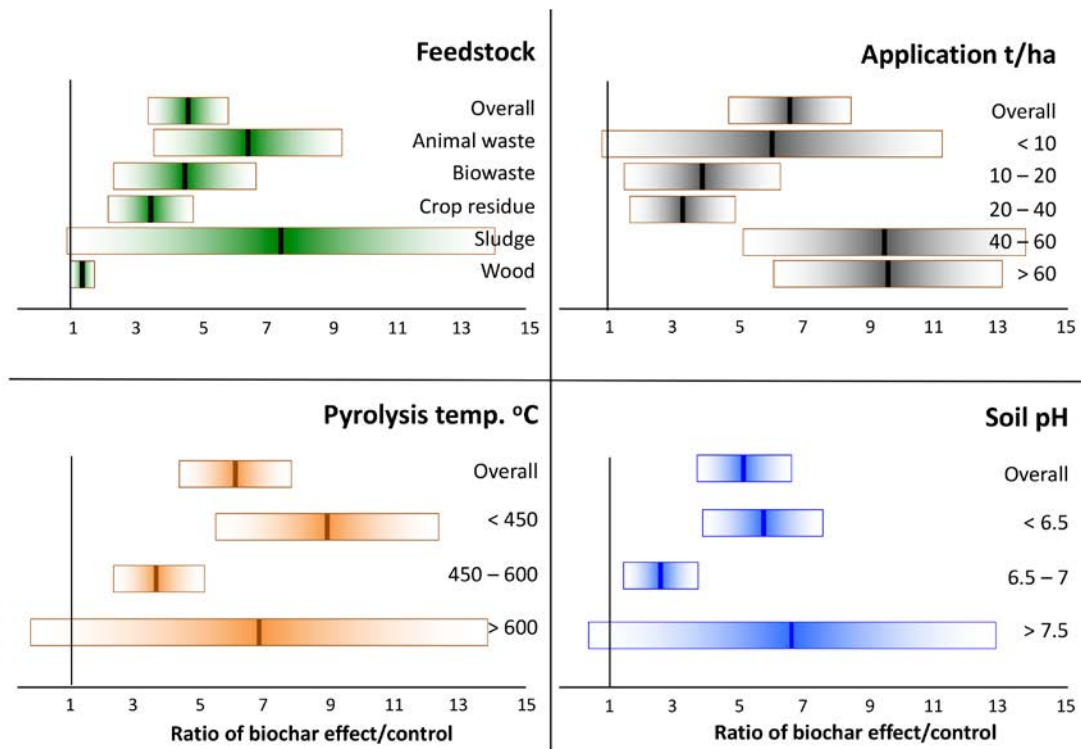 Feedstock
Overall
Animal waste
Biowaste
Crop residue
Sludge
Wood
1 3 5 7 9 11 13 15
Application t/ha
Overall
< 10
10 – 20
20 – 40
40 – 60
> 60
1 3 5 7 9 11 13 15
Pyrolysis temp. ºC
Overall
< 450
450 – 600
> 600
1 3 5 7 9 11 13 15
Ratio of biochar effect/control
Soil pH
Overall
< 6.5
6.5 – 7
> 7.5
1 3 5 7 9 11 13 15
Ratio of biochar effect/control